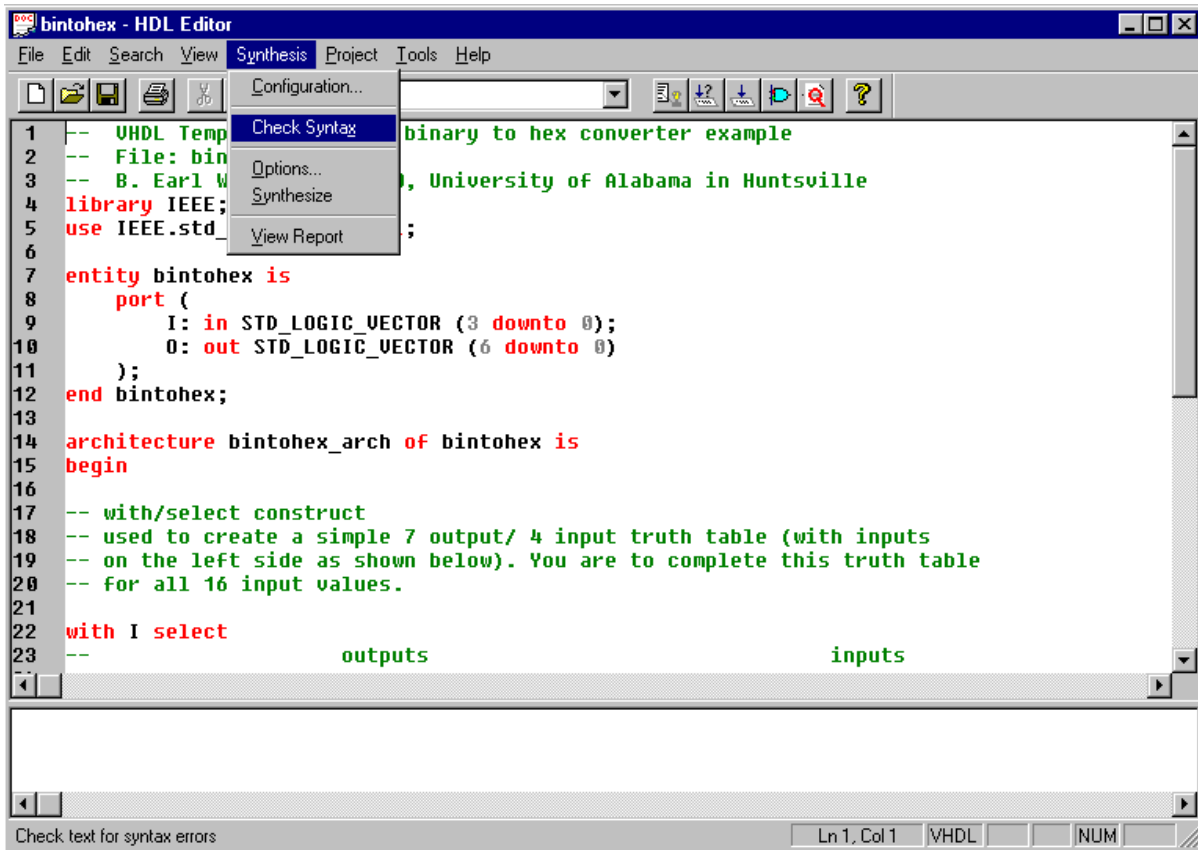 bintohex - HDL Editor
File Edit Search View Synthesis Project Tools Help
Configuration...
Check Syntax
Options...
Synthesize
View Report
1 -- VHDL Temp binary to hex converter example
2 -- File: bin
3 -- B. Earl W , University of Alabama in Huntsville
4 library IEEE;
5 use IEEE.std_ ;
6
7 entity bintohex is
8 port (
9 I: in STD_LOGIC_VECTOR (3 downto 0);
10 O: out STD_LOGIC_VECTOR (6 downto 0)
11 );
12 end bintohex;
13
14 architecture bintohex_arch of bintohex is
15 begin
16
17 -- with/select construct
18 -- used to create a simple 7 output/ 4 input truth table (with inputs
19 -- on the left side as shown below). You are to complete this truth table
20 -- for all 16 input values.
21
22 with I select
23 -- outputs inputs
Check text for syntax errors Ln 1, Col 1 VHDL NUM